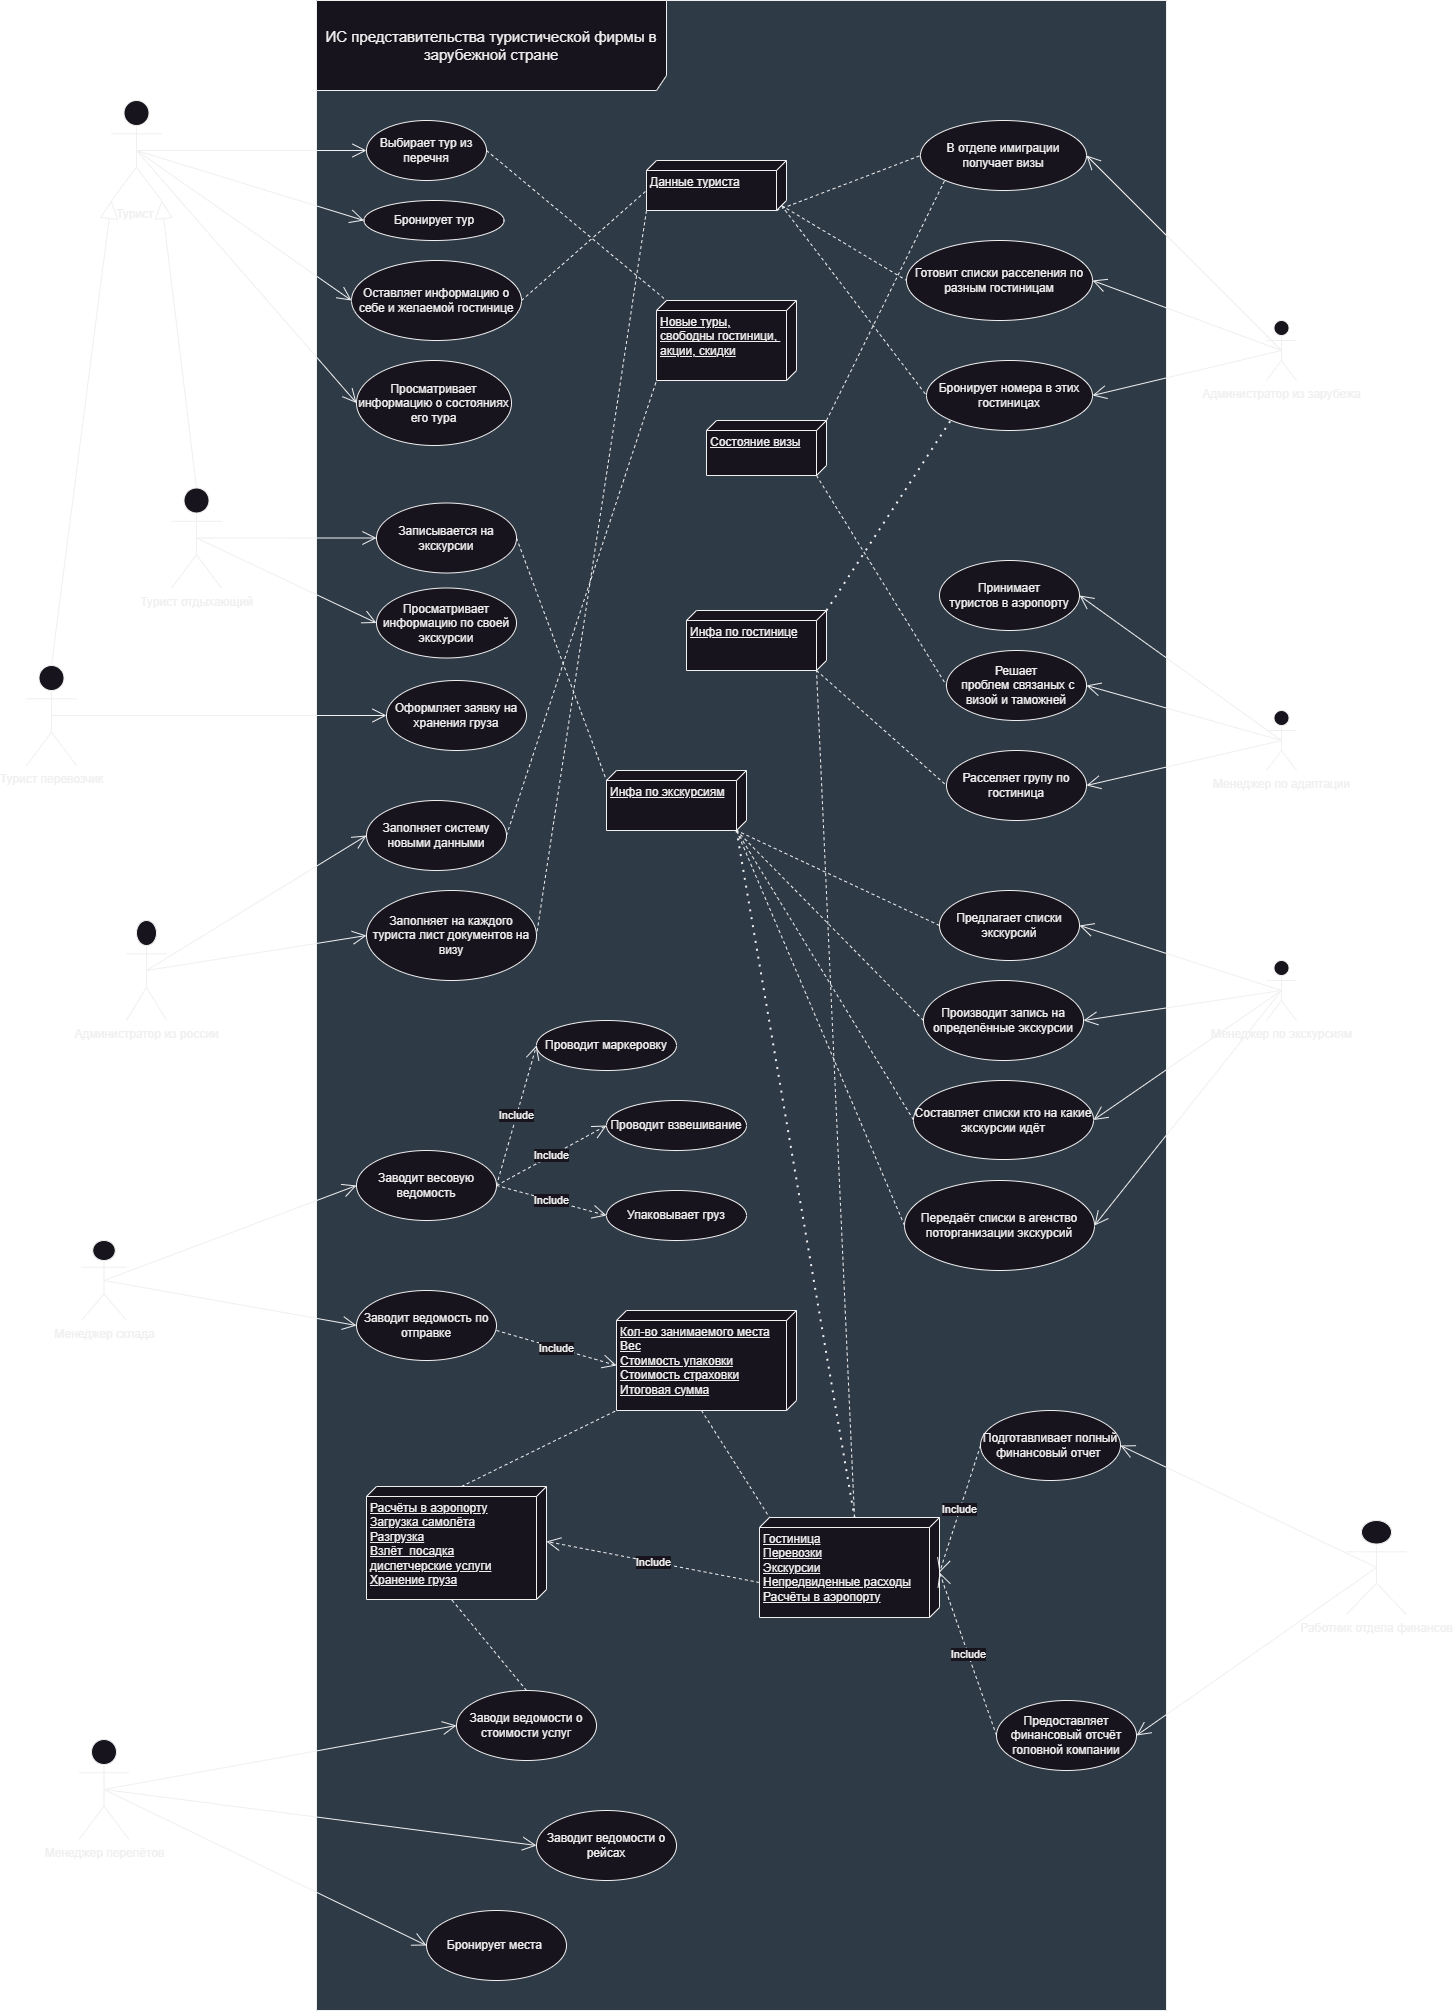 ИС представительства туристической фирмы в
зарубежной стране
Выбирает тур из
перечня
Бронирует тур
Оставляет информацию о
себе и желаемой гостинице
Просматривает
информацию о состояниях
его тура
Турист
Данные туриста
Новые туры,
свободны гостиници,
акции, скидки
Состояние визы
В отделе имиграции
получает визы
Готовит списки расселения по
разным гостиницам
Бронирует номера в этих
гостиницах
Администратор из зарубежа
Записывается на
экскурсии
Просматривает
информацию по своей
экскурсии
Турист отдыхающий
Оформляет заявку на
хранения груза
Турист перевозчик
Инфа по гостинице
Принимает
туристов в аэропорту
Решает
проблем связаных с
визой и таможней
Расселяет групу по
гостиница
Менеджер по адаптации
Инфа по экскурсиям
Заполняет систему
новыми данными
Заполняет на каждого
туриста лист документов на
визу
Администратор из россии
Предлагает списки
экскурсий
Производит запись на
определённые экскурсии
Составляет списки кто на какие
экскурсии идёт
Передаёт списки в агенство
поторганизации экскурсий
Менеджер по экскурсиям
Проводит маркеровку
Include
Проводит взвешивание
Include
Заводит весовую
ведомость
Include
Упаковывает груз
Менеджер склада
Заводит ведомость по
отправке
Include
Кол-во занимаемого места
Вес
Стоимость упаковки
Стоимость страховки
Итоговая сумма
Подготавливает полный
финансовый отчет
Include
Расчёты в аэропорту
Загрузка самолёта
Разгрузка
Взлёт посадка
диспетчерские услуги
Хранение груза
Include
Гостиница
Перевозки
Экскурсии
Непредвиденные расходы
Расчёты в аэропорту
Работник отдела финансов
Include
Заводи ведомости о
стоимости услуг
Предоставляет
финансовый отсчёт
головной компании
Заводит ведомости о
рейсах
Менеджер перелётов
Бронирует места